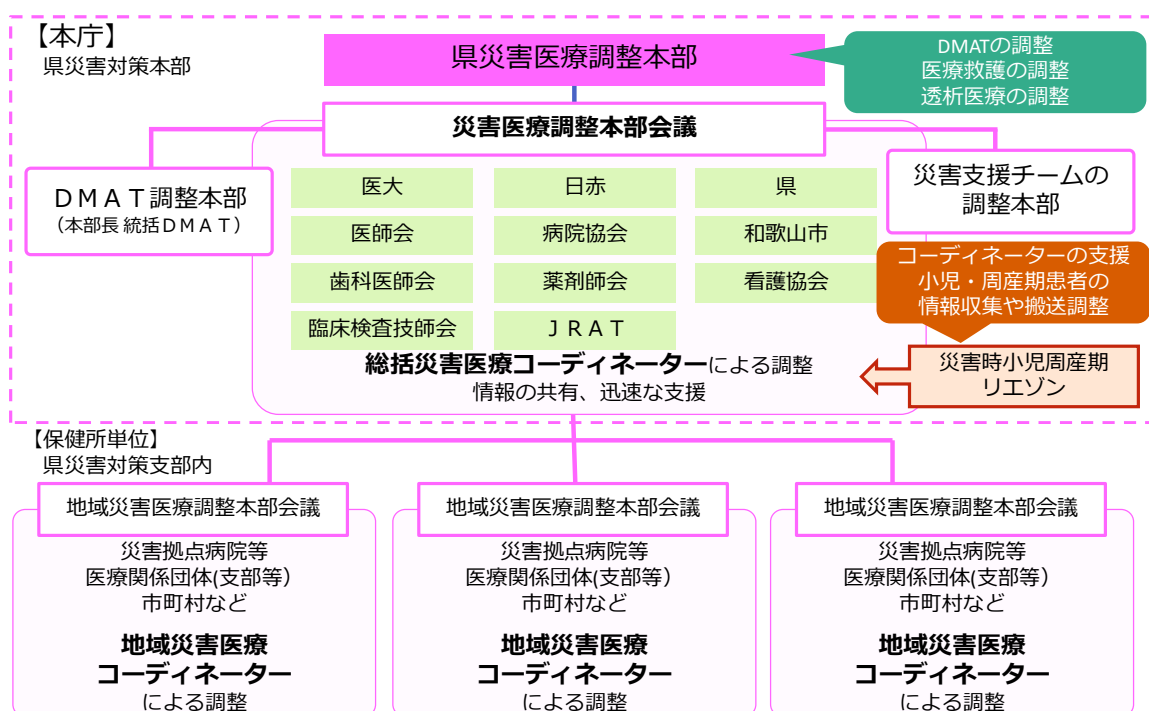 【本庁】
県災害対策本部
県災害医療調整本部
DMATの調整
医療救護の調整
透析医療の調整
災害医療調整本部会議
ＤＭＡＴ調整本部
（本部長 統括ＤＭＡＴ）
災害支援チームの
調整本部
医大
日赤
県
医師会
病院協会
和歌山市
歯科医師会
薬剤師会
看護協会
臨床検査技師会
ＪＲＡＴ
コーディネーターの支援
小児・周産期患者の
情報収集や搬送調整
総括災害医療コーディネーターによる調整
情報の共有、迅速な支援
災害時小児周産期
リエゾン
【保健所単位】
県災害対策支部内
地域災害医療調整本部会議
災害拠点病院等
医療関係団体(支部等）
市町村など
地域災害医療
コーディネーター
による調整
地域災害医療調整本部会議
災害拠点病院等
医療関係団体(支部等）
市町村など
地域災害医療
コーディネーター
による調整
地域災害医療調整本部会議
災害拠点病院等
医療関係団体(支部等）
市町村など
地域災害医療
コーディネーター
による調整